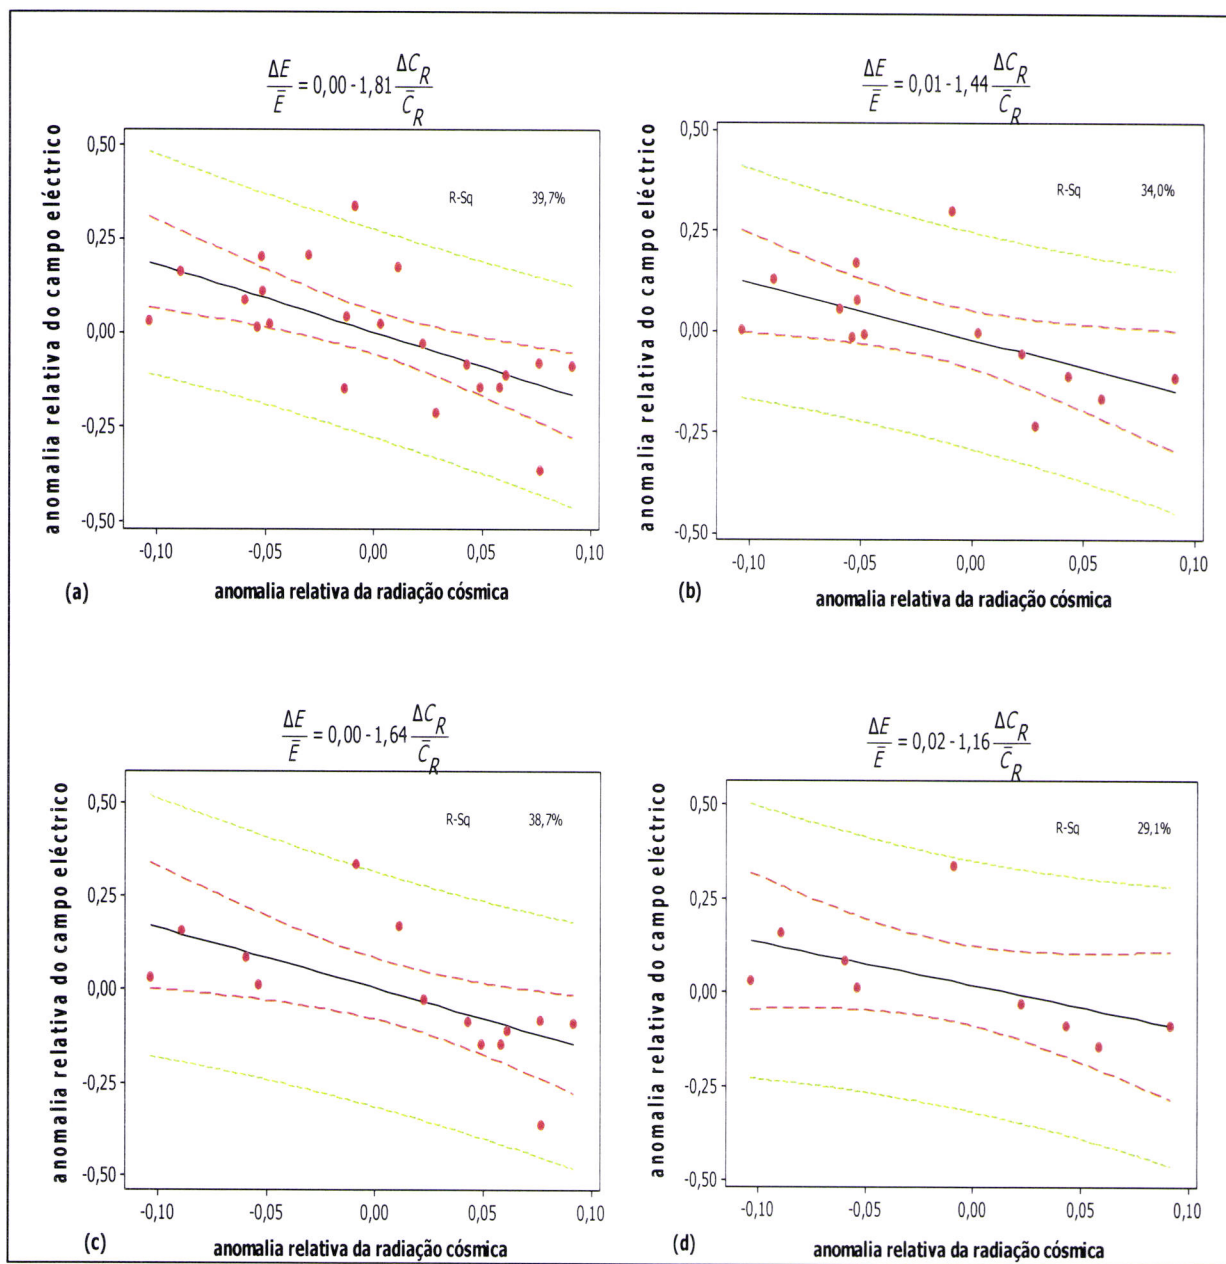 ΔE/Ē = 0,00 - 1,81 ΔC_R/C̄_R
R-Sq 39,7%
0,50
0,25
0,00
-0,25
-0,50
anomalia relativa do campo eléctrico
-0,10 -0,05 0,00 0,05 0,10
(a) anomalia relativa da radiação cósmica
ΔE/Ē = 0,01 - 1,44 ΔC_R/C̄_R
R-Sq 34,0%
0,50
0,25
0,00
-0,25
-0,50
anomalia relativa do campo eléctrico
-0,10 -0,05 0,00 0,05 0,10
(b) anomalia relativa da radiação cósmica
ΔE/Ē = 0,00 - 1,64 ΔC_R/C̄_R
R-Sq 38,7%
0,50
0,25
0,00
-0,25
-0,50
anomalia relativa do campo eléctrico
-0,10 -0,05 0,00 0,05 0,10
(c) anomalia relativa da radiação cósmica
ΔE/Ē = 0,02 - 1,16 ΔC_R/C̄_R
R-Sq 29,1%
0,50
0,25
0,00
-0,25
-0,50
anomalia relativa do campo eléctrico
-0,10 -0,05 0,00 0,05 0,10
(d) anomalia relativa da radiação cósmica